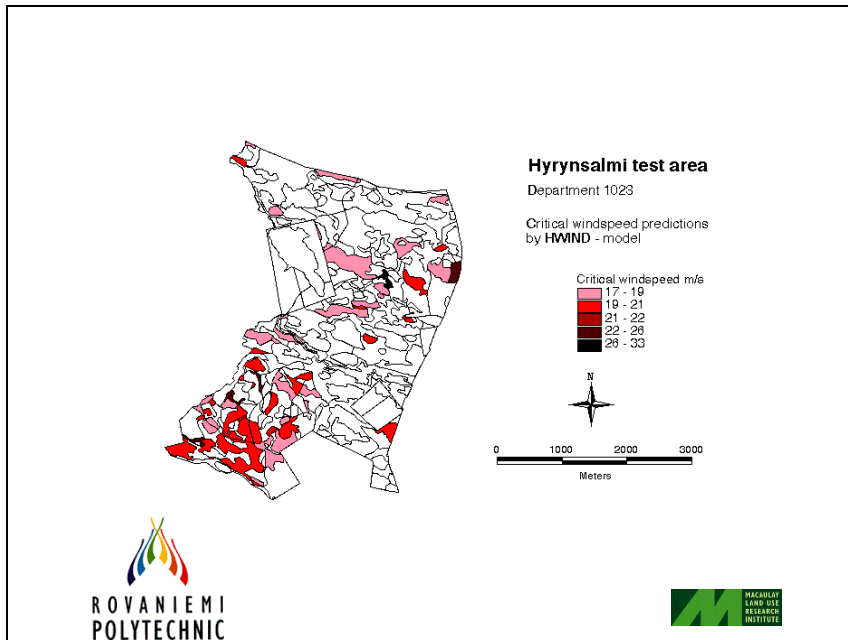 Hyrynsalmi test area
Department 1023
Critical windspeed predictions
by HWIND - model
Critical windspeed m/s
17 - 19
19 - 21
21 - 22
22 - 26
26 - 33
N
0 1000 2000 3000
Meters
ROVANIEMI
POLYTECHNIC
MACAULAY
LAND USE
RESEARCH
INSTITUTE